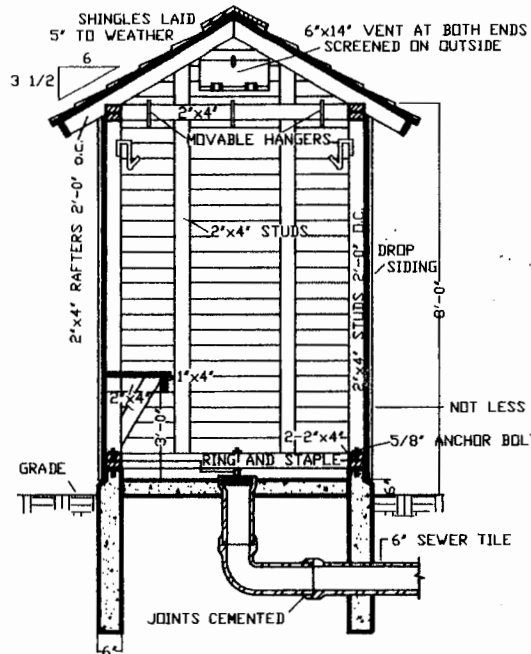 SHINGLES LAID
5" TO WEATHER
6"x14" VENT AT BOTH ENDS
SCREENED ON OUTSIDE
6
3 1/2
2"x4"
MOVABLE HANGERS
2"x4" RAFTERS 2'-0" O.C.
2"x4" STUDS
2"x4" STUDS 2'-0" O.C.
DROP
SIDING
8'-0"
1"x4"
2"x4"
3'-0"
NOT LESS
2-2"x4"
5/8" ANCHOR BOL
RING AND STAPLE
GRADE
6"
6" SEWER TILE
JOINTS CEMENTED
6"